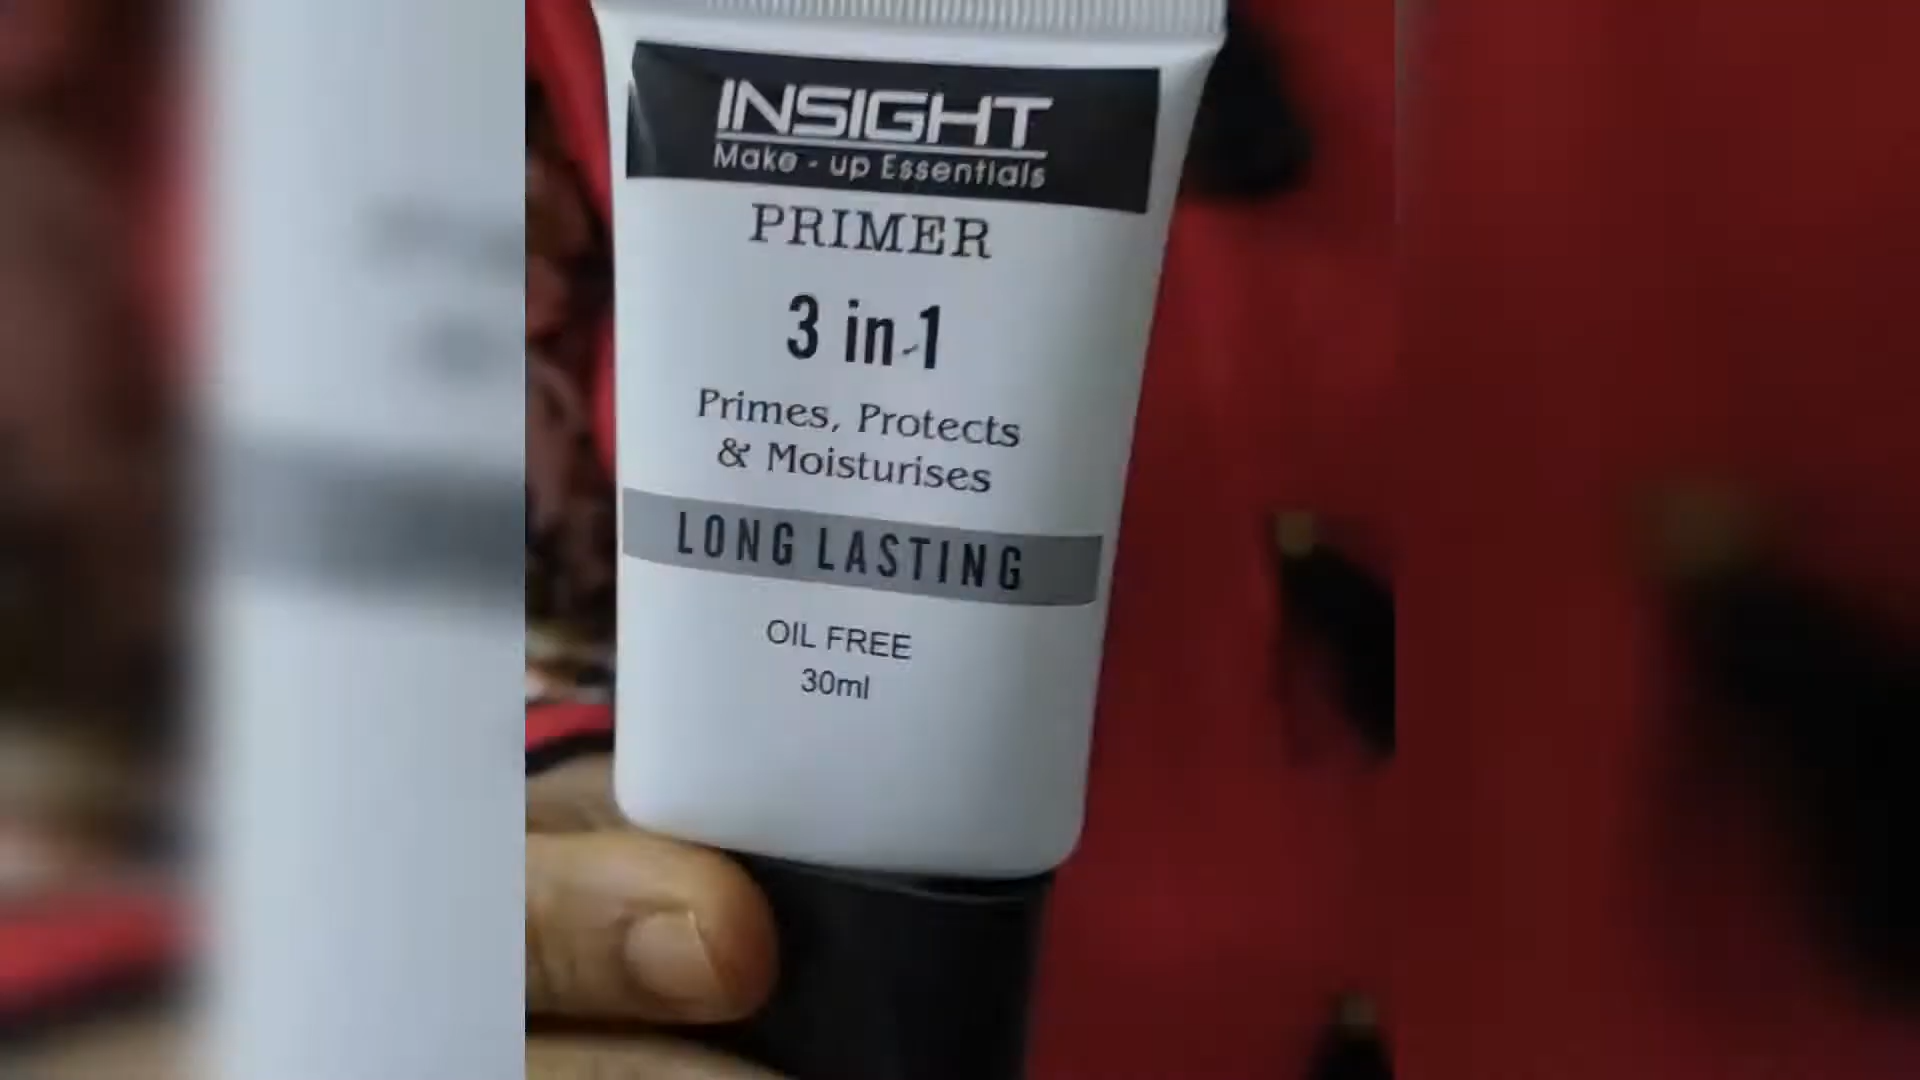 INSIGHT
Make - up Essentials
PRIMER
3 in 1
Primes, Protects
& Moisturises
LONG LASTING
OIL FREE
30ml